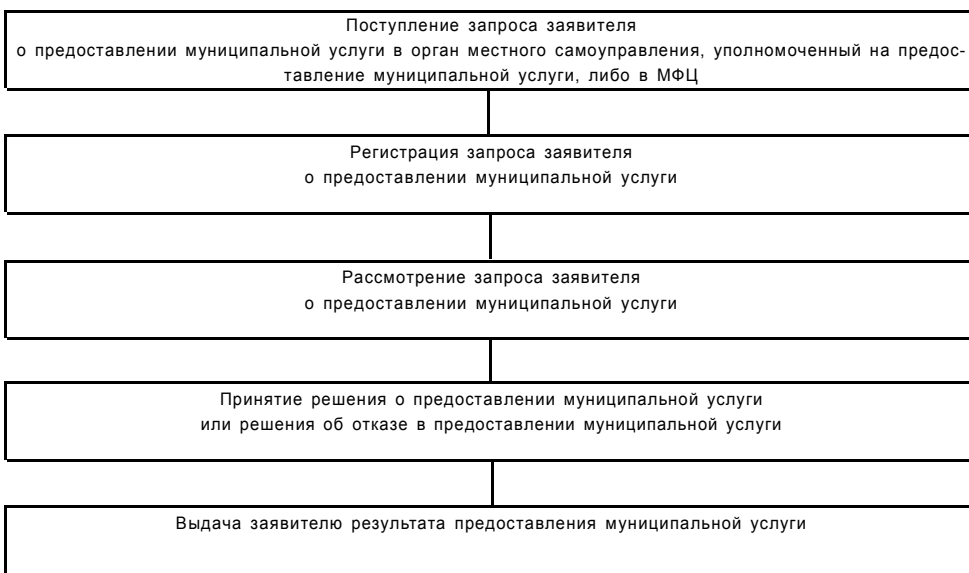 Поступление запроса заявителя
о предоставлении муниципальной услуги в орган местного самоуправления, уполномоченный на предос-
тавление муниципальной услуги, либо в МФЦ
Регистрация запроса заявителя
о предоставлении муниципальной услуги
Рассмотрение запроса заявителя
о предоставлении муниципальной услуги
Принятие решения о предоставлении муниципальной услуги
или решения об отказе в предоставлении муниципальной услуги
Выдача заявителю результата предоставления муниципальной услуги